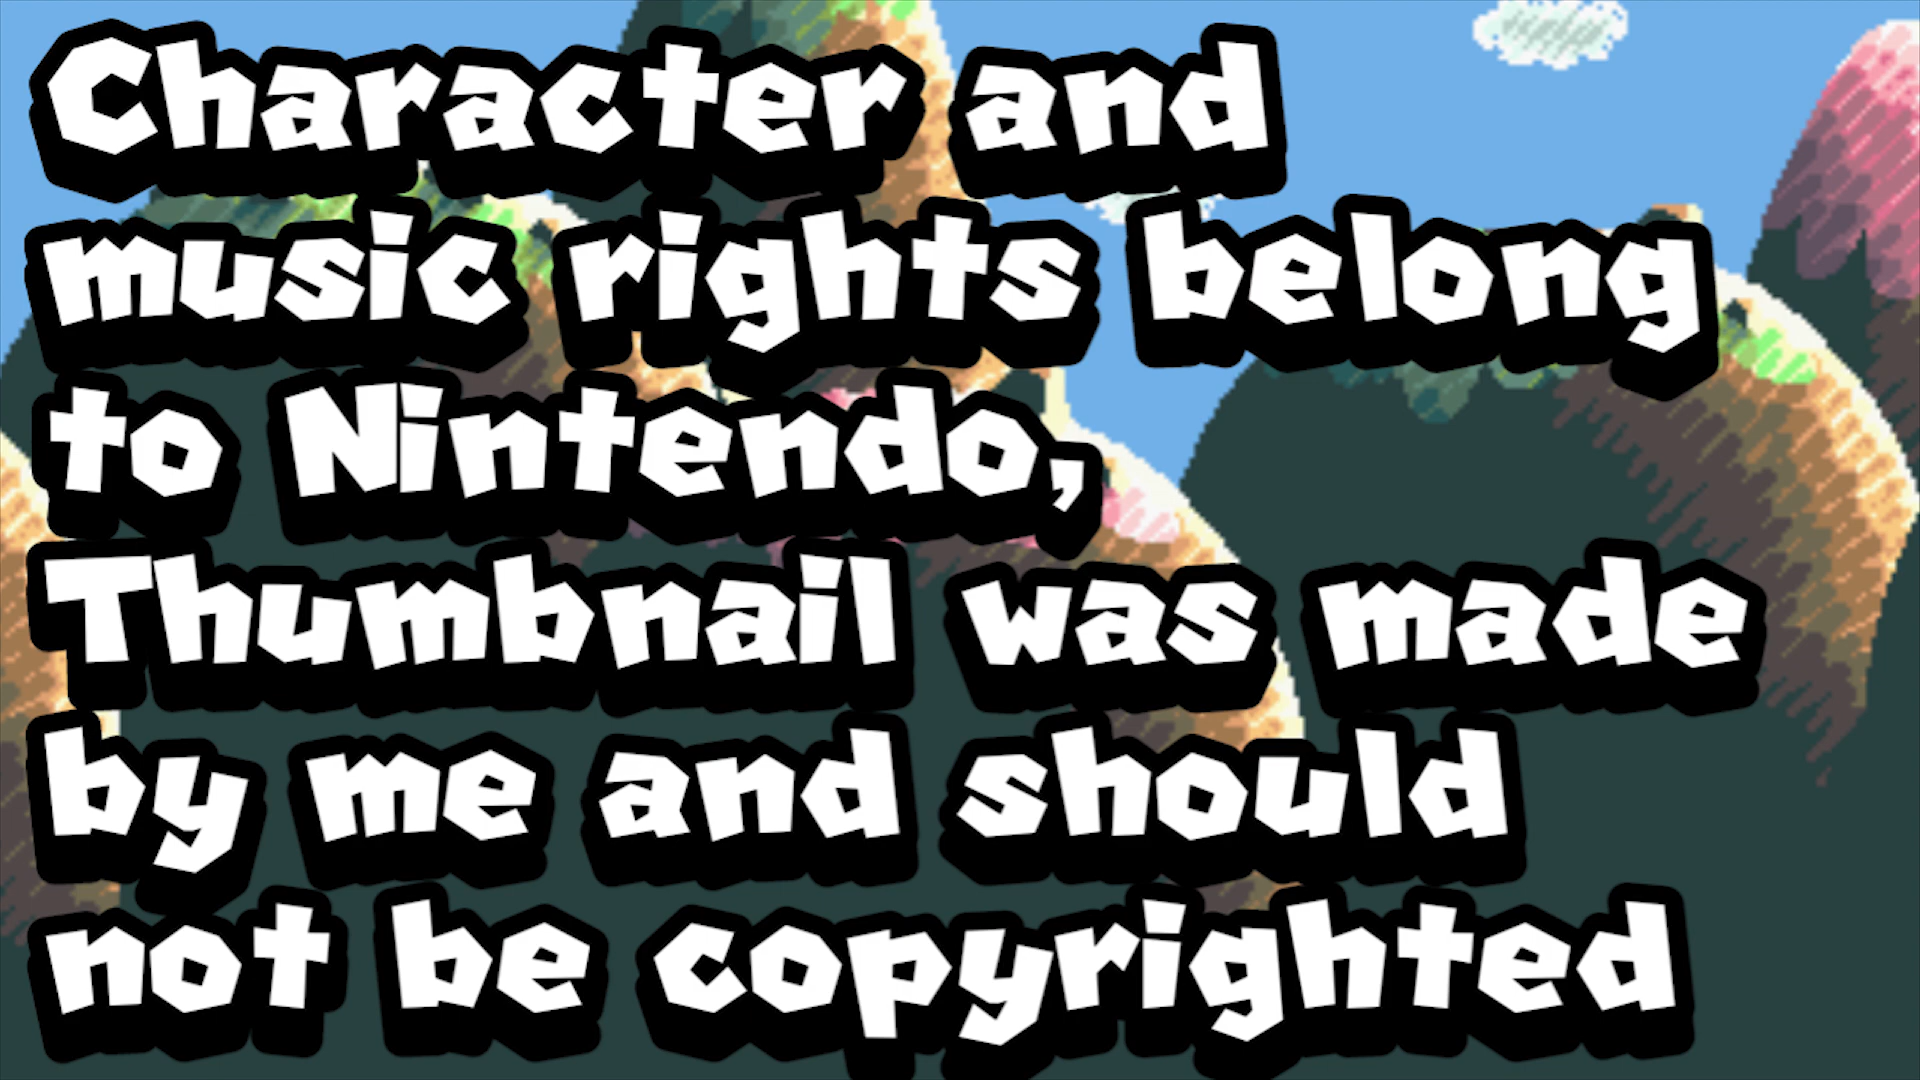 Character and
music rights belong
to Nintendo,
Thumbnail was made
by me and should
not be copyrighted